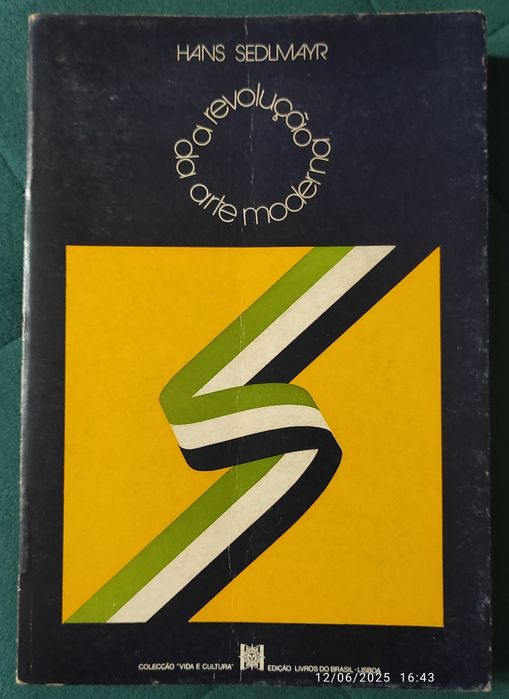 HANS SEDLMAYR
a revolução da arte moderna
COLECÇÃO "VIDA E CULTURA" EDIÇÃO LIVROS DO BRASIL - LISBOA
12/06/2025 16:43